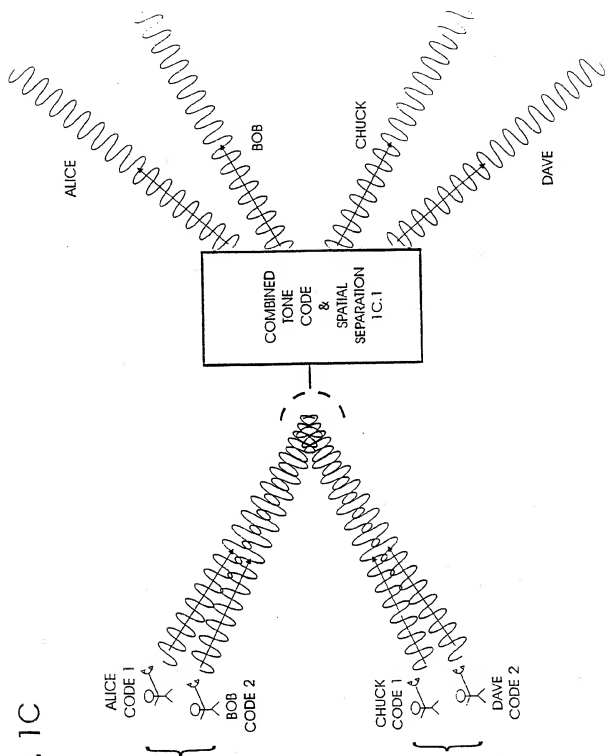 . 1C
ALICE
CODE 1
BOB
CODE 2
CHUCK
CODE 1
DAVE
CODE 2
COMBINED
TONE
CODE
&
SPATIAL
SEPARATION
1C.1
ALICE
BOB
CHUCK
DAVE